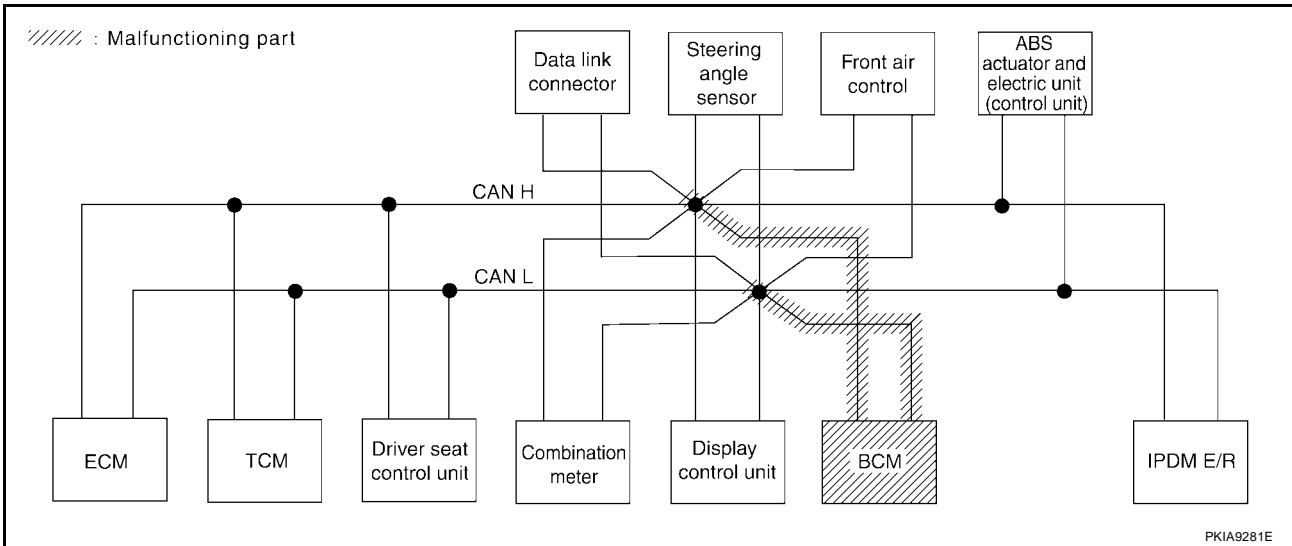 : Malfunctioning part
Data link
connector
Steering
angle
sensor
Front air
control
ABS
actuator and
electric unit
(control unit)
CAN H
CAN L
ECM
TCM
Driver seat
control unit
Combination
meter
Display
control unit
BCM
IPDM E/R
PKIA9281E